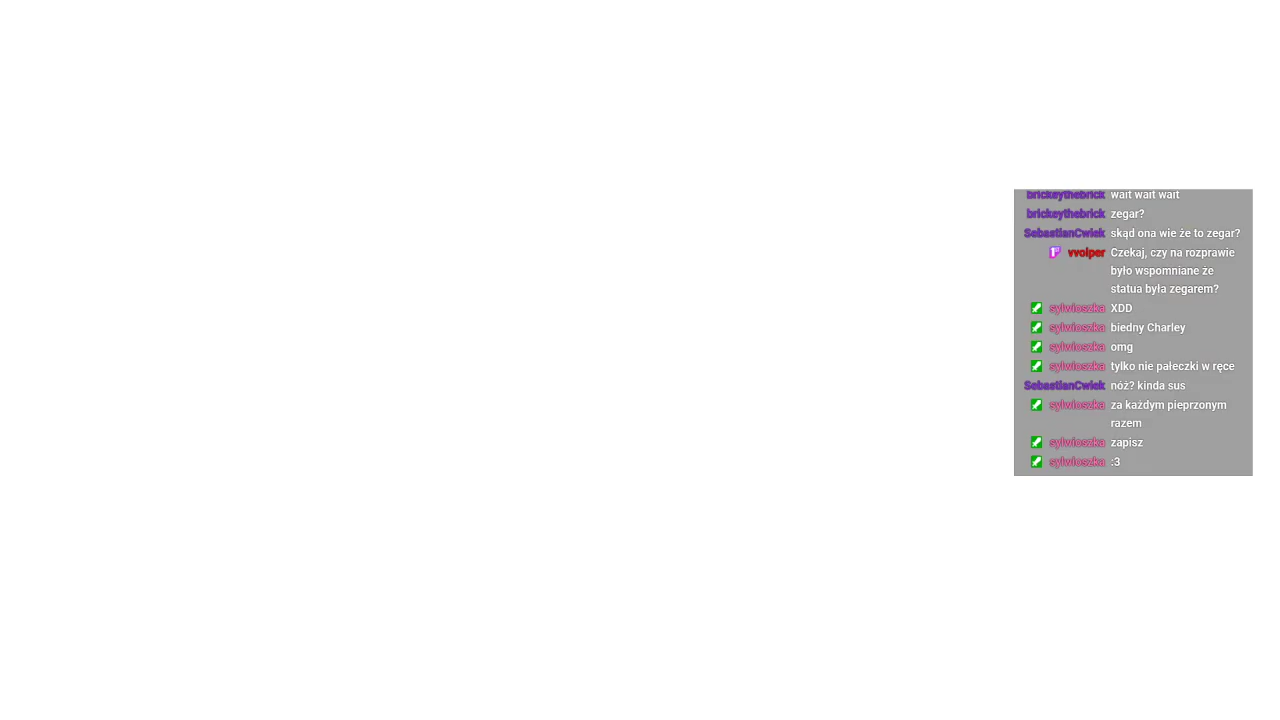 brickeythebrick wait wait wait
brickeythebrick zegar?
SebastianCwiek skąd ona wie że to zegar?
vvolper Czekaj, czy na rozprawie
było wspomniane że
statua była zegarem?
sylwioszka XDD
sylwioszka biedny Charley
sylwioszka omg
sylwioszka tylko nie pałeczki w ręce
SebastianCwiek nóż? kinda sus
sylwioszka za każdym pieprzonym
razem
sylwioszka zapisz
sylwioszka :3